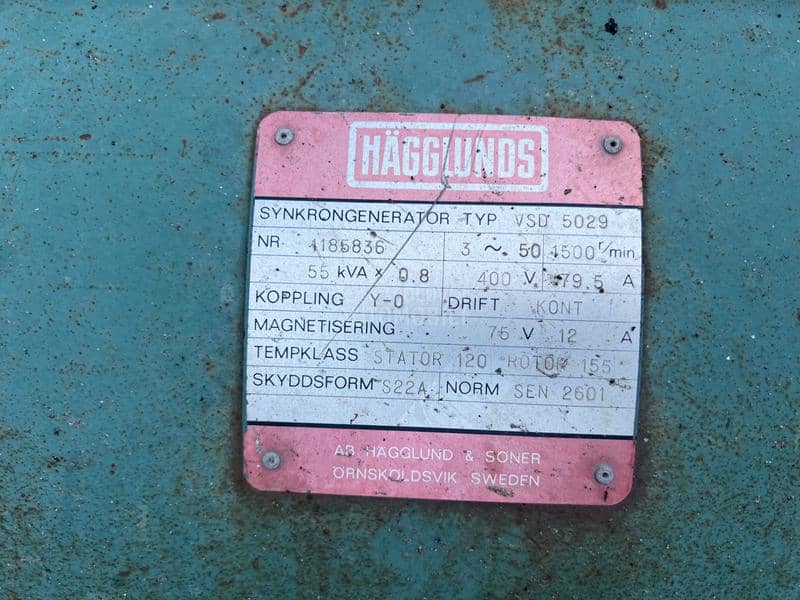 HÄGGLUNDS
SYNKRONGENERATOR TYP VSD 5029
NR 4186836 3 ~ 50 1500 r/min
55 kVA x 0.8 400 V 79.5 A
KOPPLING Y-0 DRIFT KONT
MAGNETISERING 75 V 12 A
TEMPKLASS STATOR 120 ROTOR 155
SKYDDSFORM S22A NORM SEN 2601
AB HÄGGLUND & SÖNER
ÖRNSKÖLDSVIK SWEDEN